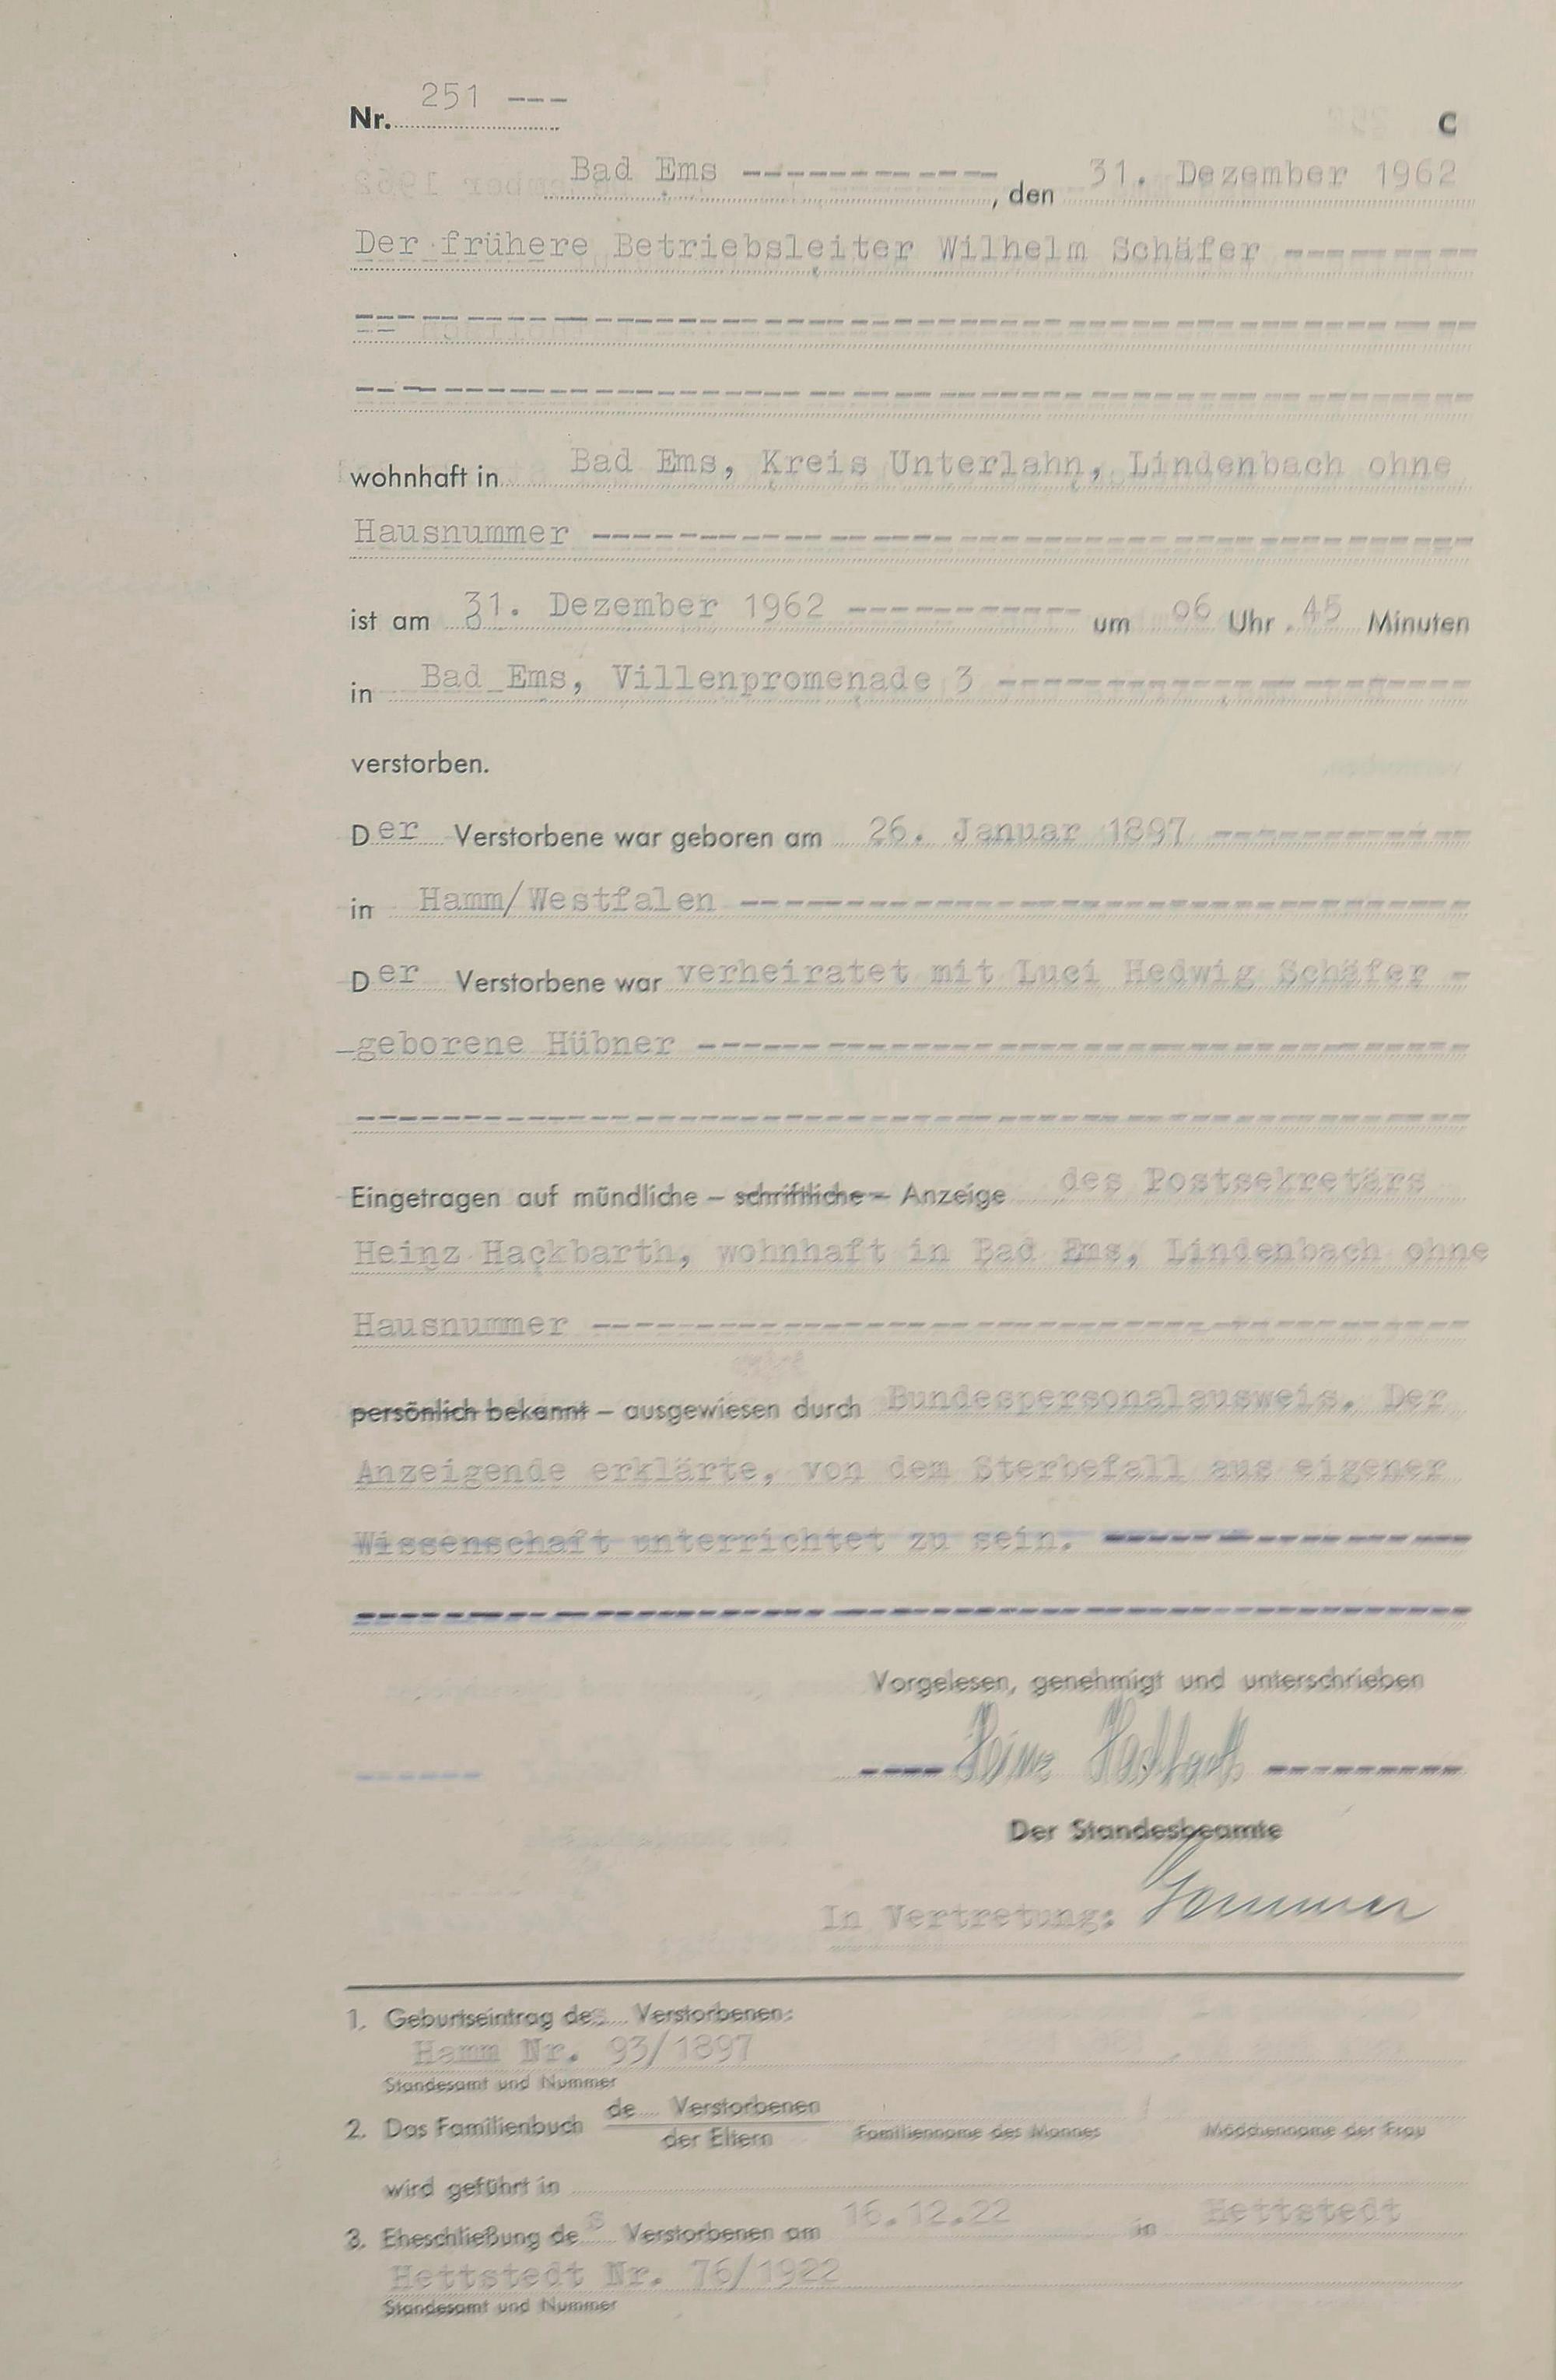 Nr. 251 ---
C
Bad Ems ------------, den 31. Dezember 1962
Der frühere Betriebsleiter Wilhelm Schäfer ---------
wohnhaft in Bad Ems, Kreis Unterlahn, Lindenbach ohne
Hausnummer ---------
ist am 31. Dezember 1962 ----------- um 06 Uhr 45 Minuten
in Bad Ems, Villenpromenade 3 ---------
verstorben.
Der Verstorbene war geboren am 26. Januar 1897 ---------
in Hamm/Westfalen ---------
Der Verstorbene war verheiratet mit Luci Hedwig Schäfer -
geborene Hübner ---------
Eingetragen auf mündliche – schriftliche – Anzeige des Postsekretärs
Heinz Hackbarth, wohnhaft in Bad Ems, Lindenbach ohne
Hausnummer ---------
persönlich bekannt – ausgewiesen durch Bundespersonalausweis. Der
Anzeigende erklärte, von dem Sterbefall aus eigener
Wissenschaft unterrichtet zu sein. ---------
Vorgelesen, genehmigt und unterschrieben
---- Heinz Hackbarth ---------
Der Standesbeamte
In Vertretung: Sommer
1. Geburtseintrag des Verstorbenen:
Hamm Nr. 93/1897
Standesamt und Nummer
2. Das Familienbuch de Verstorbenen
der Eltern Familienname des Mannes Mädchenname der Frau
wird geführt in
3. Eheschließung des Verstorbenen am 16.12.22 in Hettstedt
Hettstedt Nr. 76/1922
Standesamt und Nummer